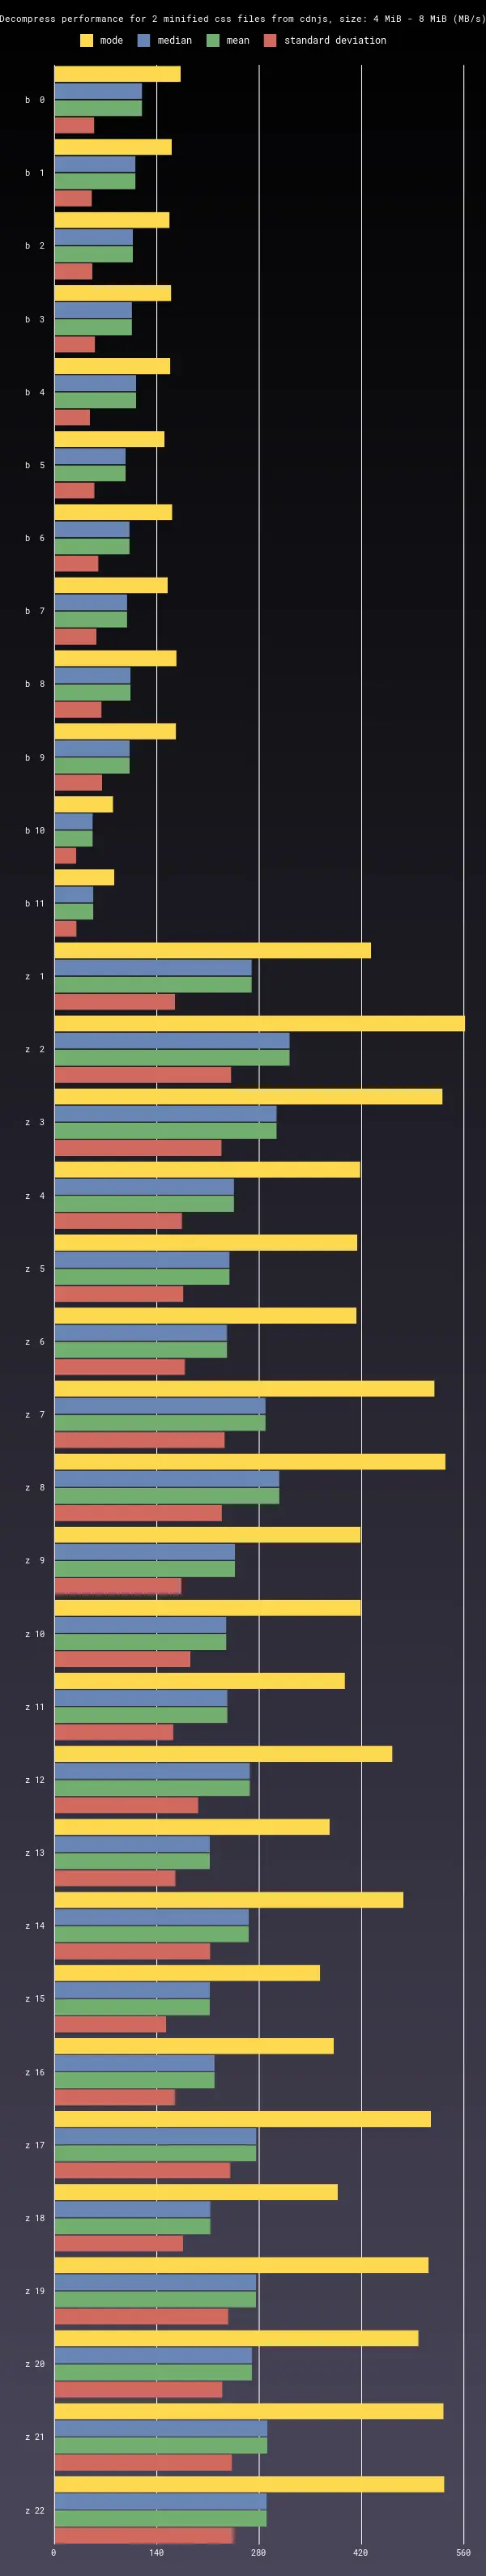 Decompress performance for 2 minified css files from cdnjs, size: 4 MiB - 8 MiB (MB/s)
mode median mean standard deviation
b 0
b 1
b 2
b 3
b 4
b 5
b 6
b 7
b 8
b 9
b 10
b 11
z 1
z 2
z 3
z 4
z 5
z 6
z 7
z 8
z 9
z 10
z 11
z 12
z 13
z 14
z 15
z 16
z 17
z 18
z 19
z 20
z 21
z 22
0 140 280 420 560